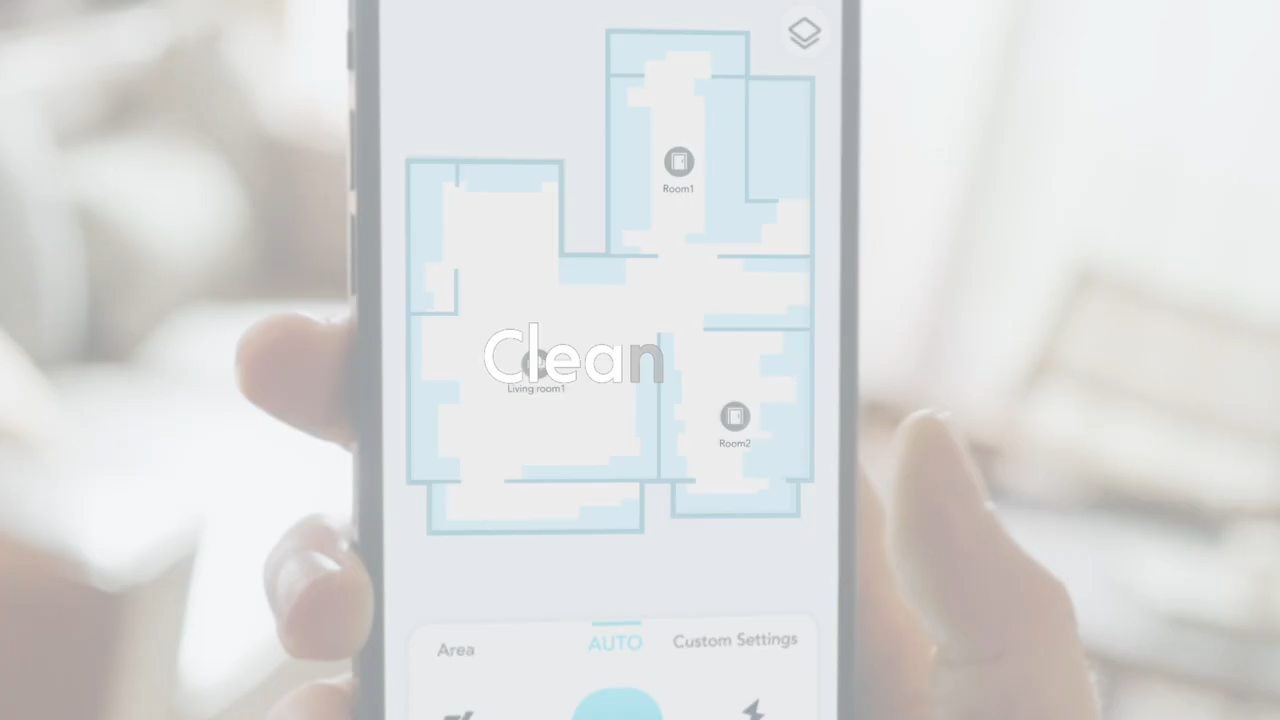 Room1
Clean
Living room1
Room2
Area
AUTO
Custom Settings